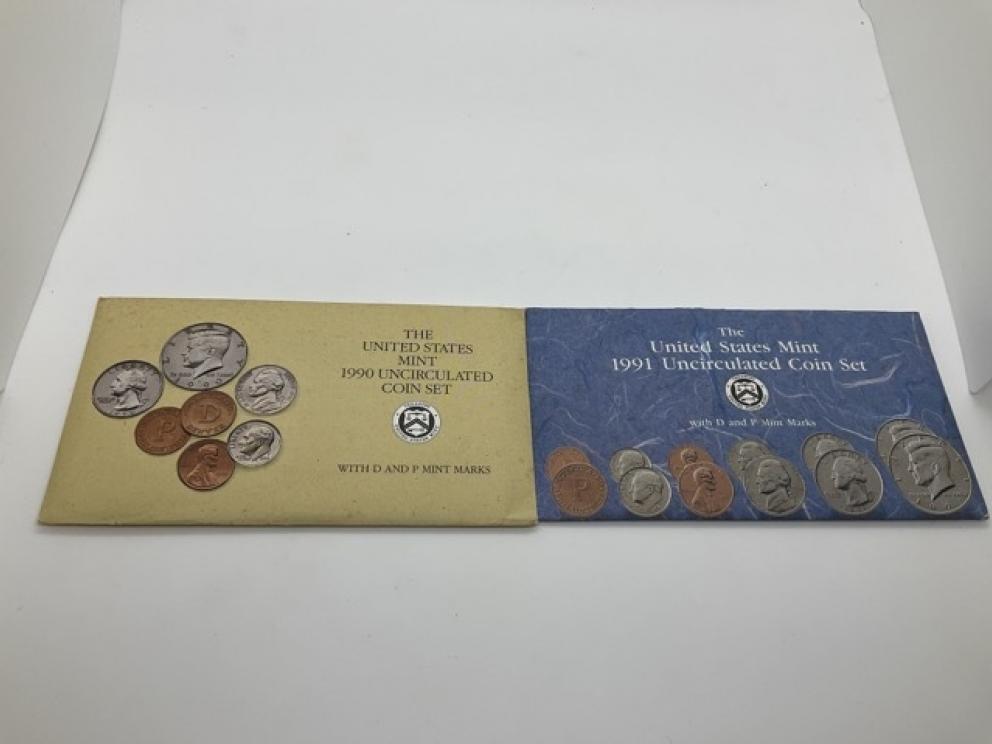 THE
UNITED STATES
MINT
1990 UNCIRCULATED
COIN SET
WITH D AND P MINT MARKS
D
P
The
United States Mint
1991 Uncirculated Coin Set
with D and P Mint Marks
P